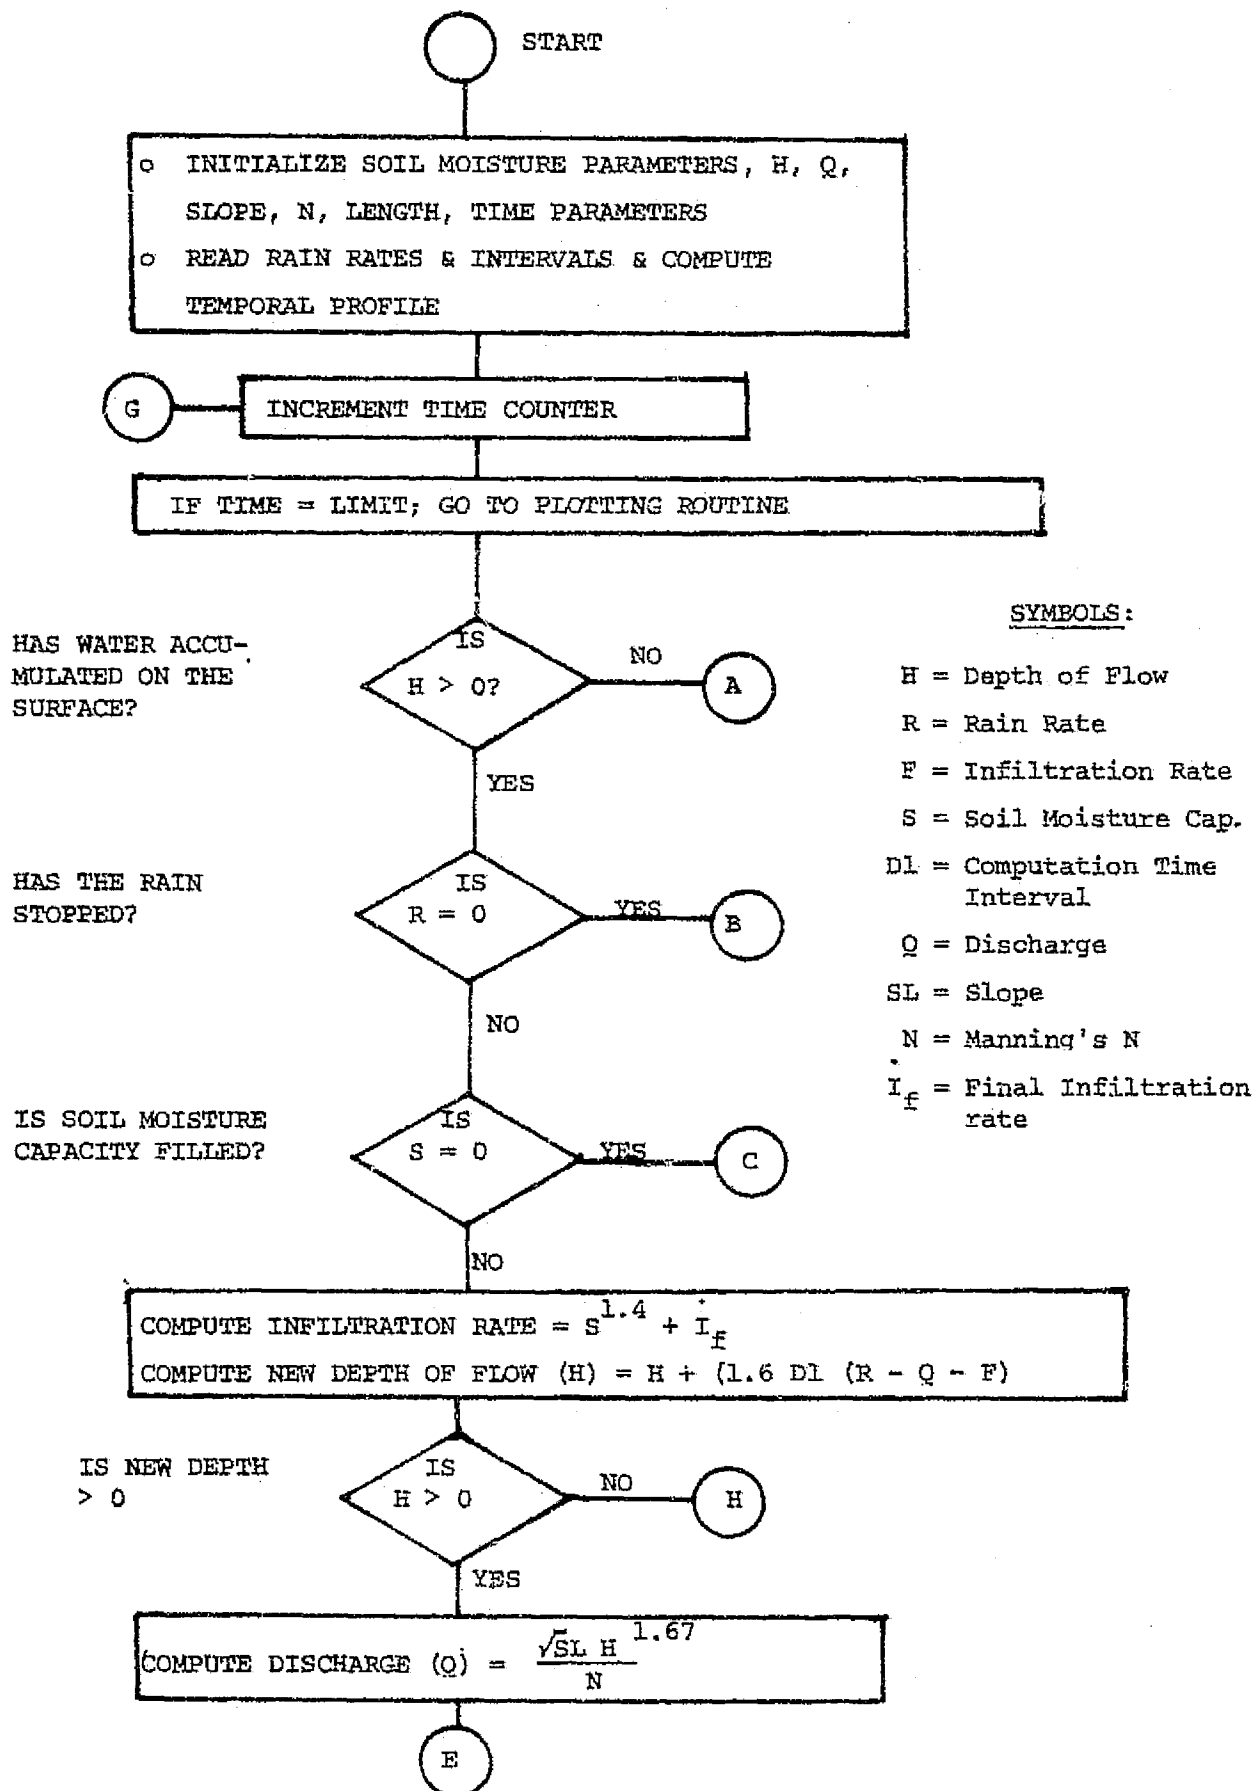 START
o INITIALIZE SOIL MOISTURE PARAMETERS, H, Q,
SLOPE, N, LENGTH, TIME PARAMETERS
o READ RAIN RATES & INTERVALS & COMPUTE
TEMPORAL PROFILE
G
INCREMENT TIME COUNTER
IF TIME = LIMIT; GO TO PLOTTING ROUTINE
HAS WATER ACCU-
MULATED ON THE
SURFACE?
IS
H > 0?
NO
A
YES
HAS THE RAIN
STOPPED?
IS
R = 0
YES
B
NO
IS SOIL MOISTURE
CAPACITY FILLED?
IS
S = 0
YES
C
NO
COMPUTE INFILTRATION RATE = S^1.4 + I_f
COMPUTE NEW DEPTH OF FLOW (H) = H + (1.6 D1 (R - Q - F)
IS NEW DEPTH
> 0
IS
H > 0
NO
H
YES
COMPUTE DISCHARGE (Q) = √SL H^1.67 / N
E
SYMBOLS:
H = Depth of Flow
R = Rain Rate
F = Infiltration Rate
S = Soil Moisture Cap.
D1 = Computation Time
Interval
Q = Discharge
SL = Slope
N = Manning's N
I_f = Final Infiltration
rate